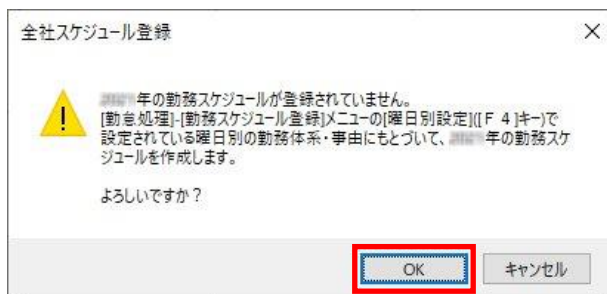 全社スケジュール登録
年の勤務スケジュールが登録されていません。
[勤怠処理]-[勤務スケジュール登録]メニューの[曜日別設定]([F 4]キー)で
設定されている曜日別の勤務体系・事由にもとづいて、 年の勤務スケ
ジュールを作成します。
よろしいですか？
OK
キャンセル